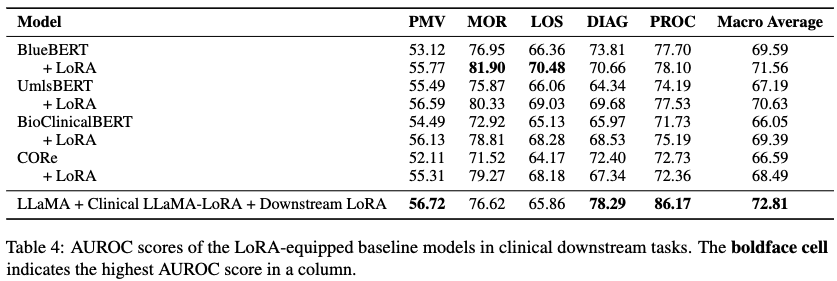 Model PMV MOR LOS DIAG PROC Macro Average
BlueBERT 53.12 76.95 66.36 73.81 77.70 69.59
+ LoRA 55.77 81.90 70.48 70.66 78.10 71.56
UmlsBERT 55.49 75.87 66.06 64.34 74.19 67.19
+ LoRA 56.59 80.33 69.03 69.68 77.53 70.63
BioClinicalBERT 54.49 72.92 65.13 65.97 71.73 66.05
+ LoRA 56.13 78.81 68.28 68.53 75.19 69.39
CORe 52.11 71.52 64.17 72.40 72.73 66.59
+ LoRA 55.31 79.27 68.18 67.34 72.36 68.49
LLaMA + Clinical LLaMA-LoRA + Downstream LoRA 56.72 76.62 65.86 78.29 86.17 72.81
Table 4: AUROC scores of the LoRA-equipped baseline models in clinical downstream tasks. The boldface cell
indicates the highest AUROC score in a column.